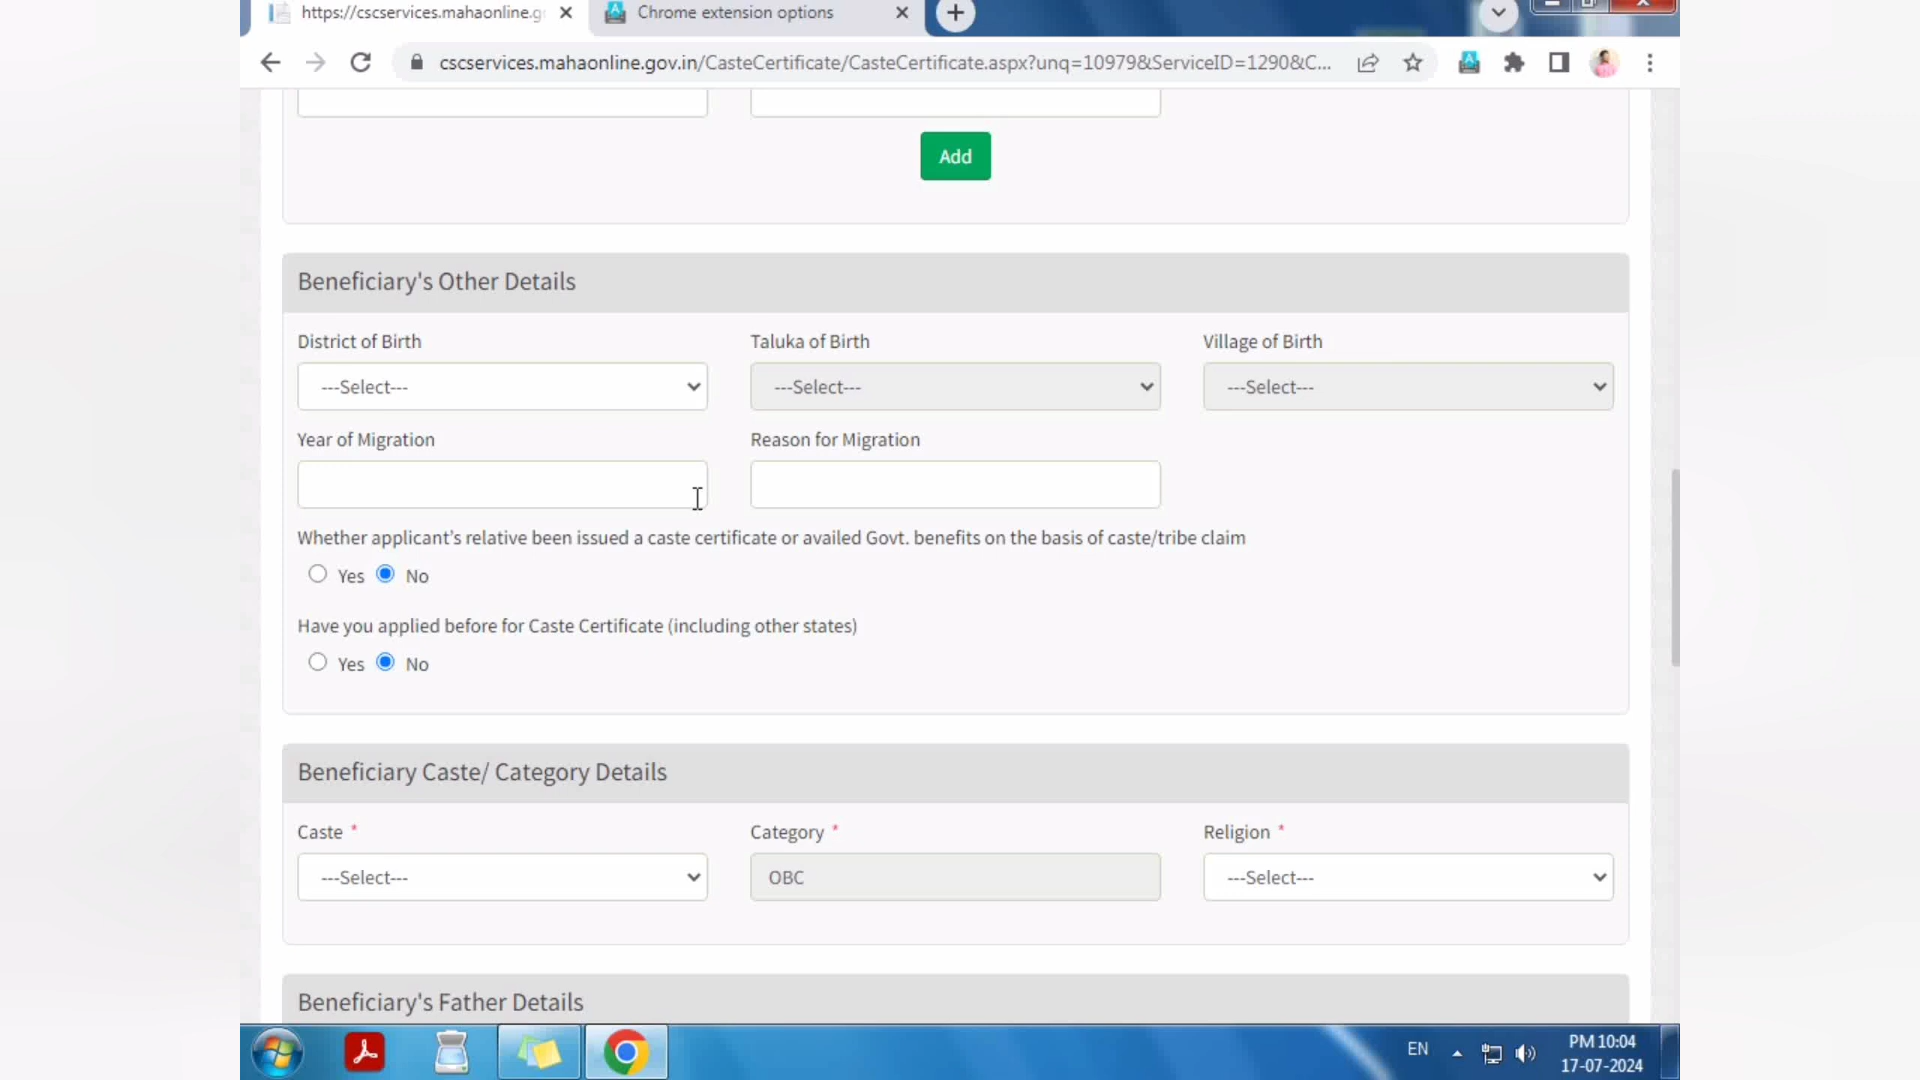 https://cscservices.mahaonline.g
Chrome extension options
cscservices.mahaonline.gov.in/CasteCertificate/CasteCertificate.aspx?unq=10979&ServiceID=1290&C...
Add
Beneficiary's Other Details
District of Birth
Taluka of Birth
Village of Birth
---Select---
---Select---
---Select---
Year of Migration
Reason for Migration
Whether applicant's relative been issued a caste certificate or availed Govt. benefits on the basis of caste/tribe claim
Yes No
Have you applied before for Caste Certificate (including other states)
Yes No
Beneficiary Caste/ Category Details
Caste *
Category *
Religion *
---Select---
OBC
---Select---
Beneficiary's Father Details
EN
PM 10:04
17-07-2024